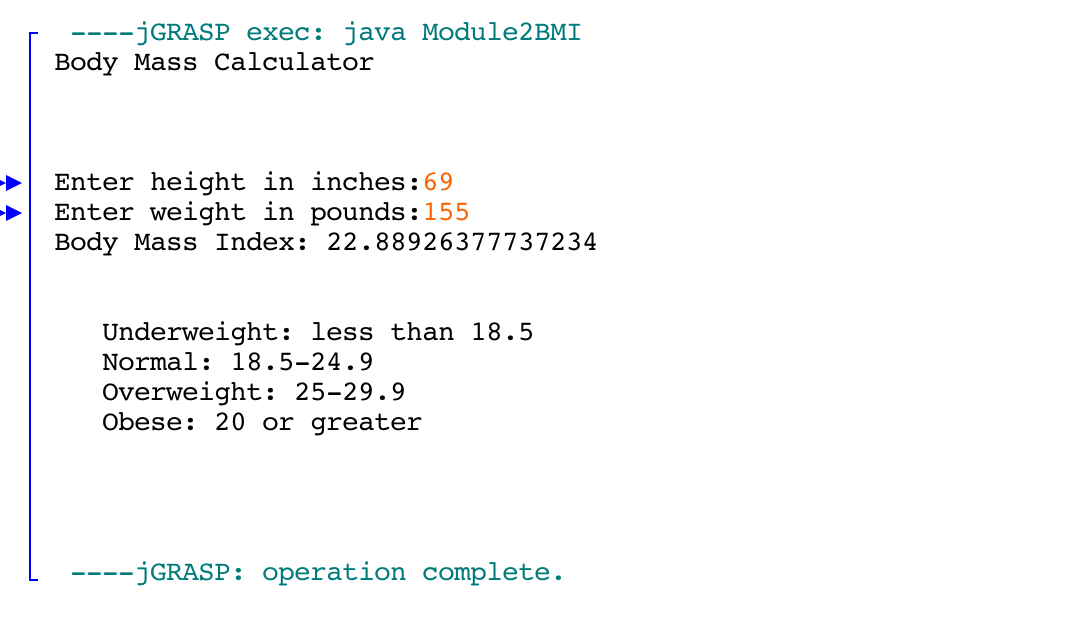 ----jGRASP exec: java Module2BMI
Body Mass Calculator
Enter height in inches:69
Enter weight in pounds:155
Body Mass Index: 22.88926377737234
Underweight: less than 18.5
Normal: 18.5-24.9
Overweight: 25-29.9
Obese: 20 or greater
----jGRASP: operation complete.